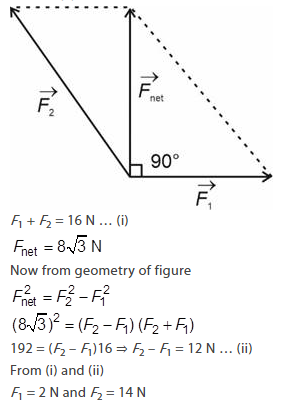 F⃗₂
F⃗net
90°
F⃗₁
F₁ + F₂ = 16 N ... (i)
Fnet = 8√3 N
Now from geometry of figure
F²net = F₂² – F₁²
(8√3)² = (F₂ – F₁) (F₂ + F₁)
192 = (F₂ – F₁)16 ⇒ F₂ – F₁ = 12 N ... (ii)
From (i) and (ii)
F₁ = 2 N and F₂ = 14 N